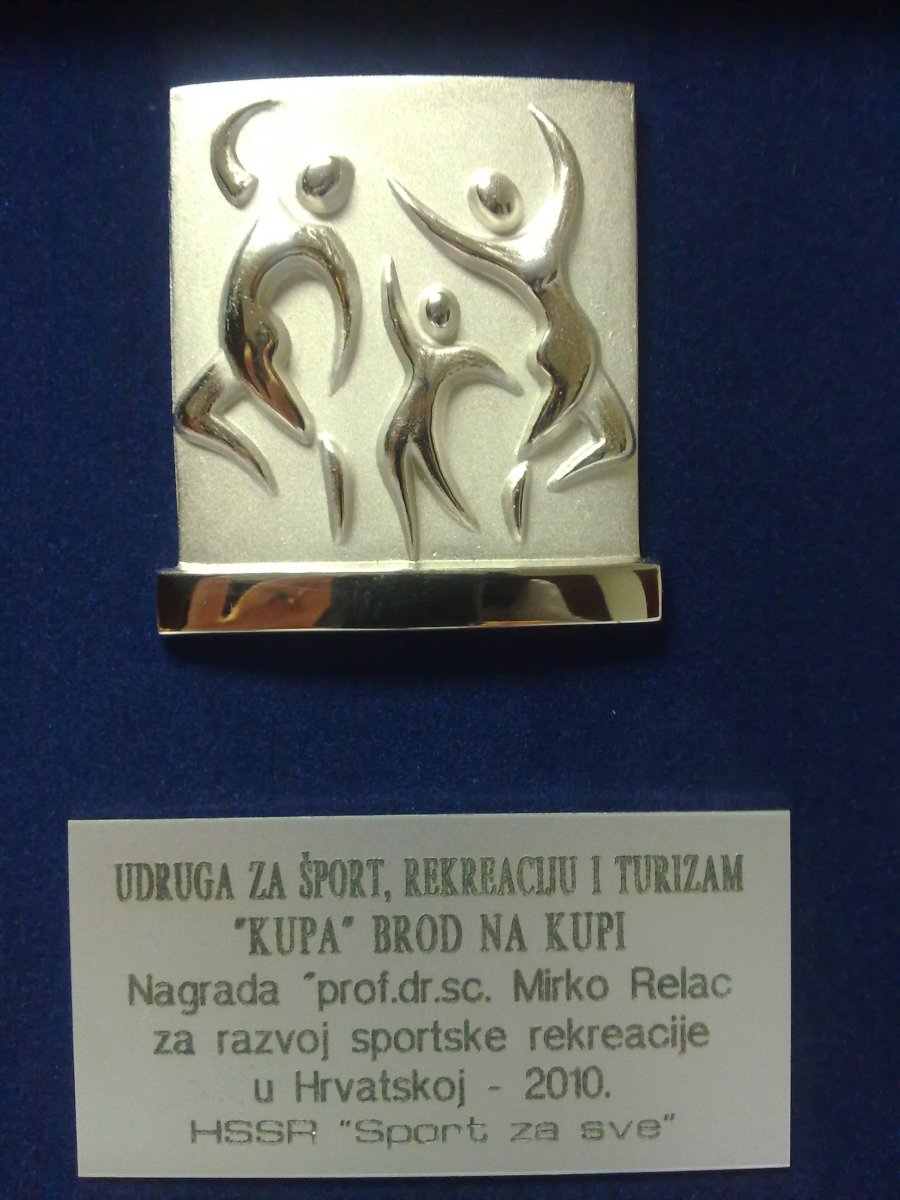 UDRUGA ZA ŠPORT, REKREACIJU I TURIZAM
"KUPA" BROD NA KUPI
Nagrada "prof.dr.sc. Mirko Relac
za razvoj sportske rekreacije
u Hrvatskoj - 2010.
HSSR "Sport za sve"